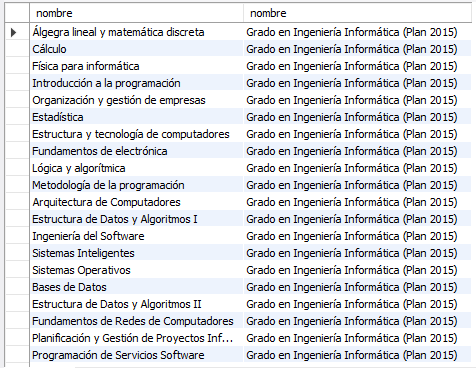 nombre nombre
Álgegra lineal y matemática discreta Grado en Ingeniería Informática (Plan 2015)
Cálculo Grado en Ingeniería Informática (Plan 2015)
Física para informática Grado en Ingeniería Informática (Plan 2015)
Introducción a la programación Grado en Ingeniería Informática (Plan 2015)
Organización y gestión de empresas Grado en Ingeniería Informática (Plan 2015)
Estadística Grado en Ingeniería Informática (Plan 2015)
Estructura y tecnología de computadores Grado en Ingeniería Informática (Plan 2015)
Fundamentos de electrónica Grado en Ingeniería Informática (Plan 2015)
Lógica y algorítmica Grado en Ingeniería Informática (Plan 2015)
Metodología de la programación Grado en Ingeniería Informática (Plan 2015)
Arquitectura de Computadores Grado en Ingeniería Informática (Plan 2015)
Estructura de Datos y Algoritmos I Grado en Ingeniería Informática (Plan 2015)
Ingeniería del Software Grado en Ingeniería Informática (Plan 2015)
Sistemas Inteligentes Grado en Ingeniería Informática (Plan 2015)
Sistemas Operativos Grado en Ingeniería Informática (Plan 2015)
Bases de Datos Grado en Ingeniería Informática (Plan 2015)
Estructura de Datos y Algoritmos II Grado en Ingeniería Informática (Plan 2015)
Fundamentos de Redes de Computadores Grado en Ingeniería Informática (Plan 2015)
Planificación y Gestión de Proyectos Inf... Grado en Ingeniería Informática (Plan 2015)
Programación de Servicios Software Grado en Ingeniería Informática (Plan 2015)